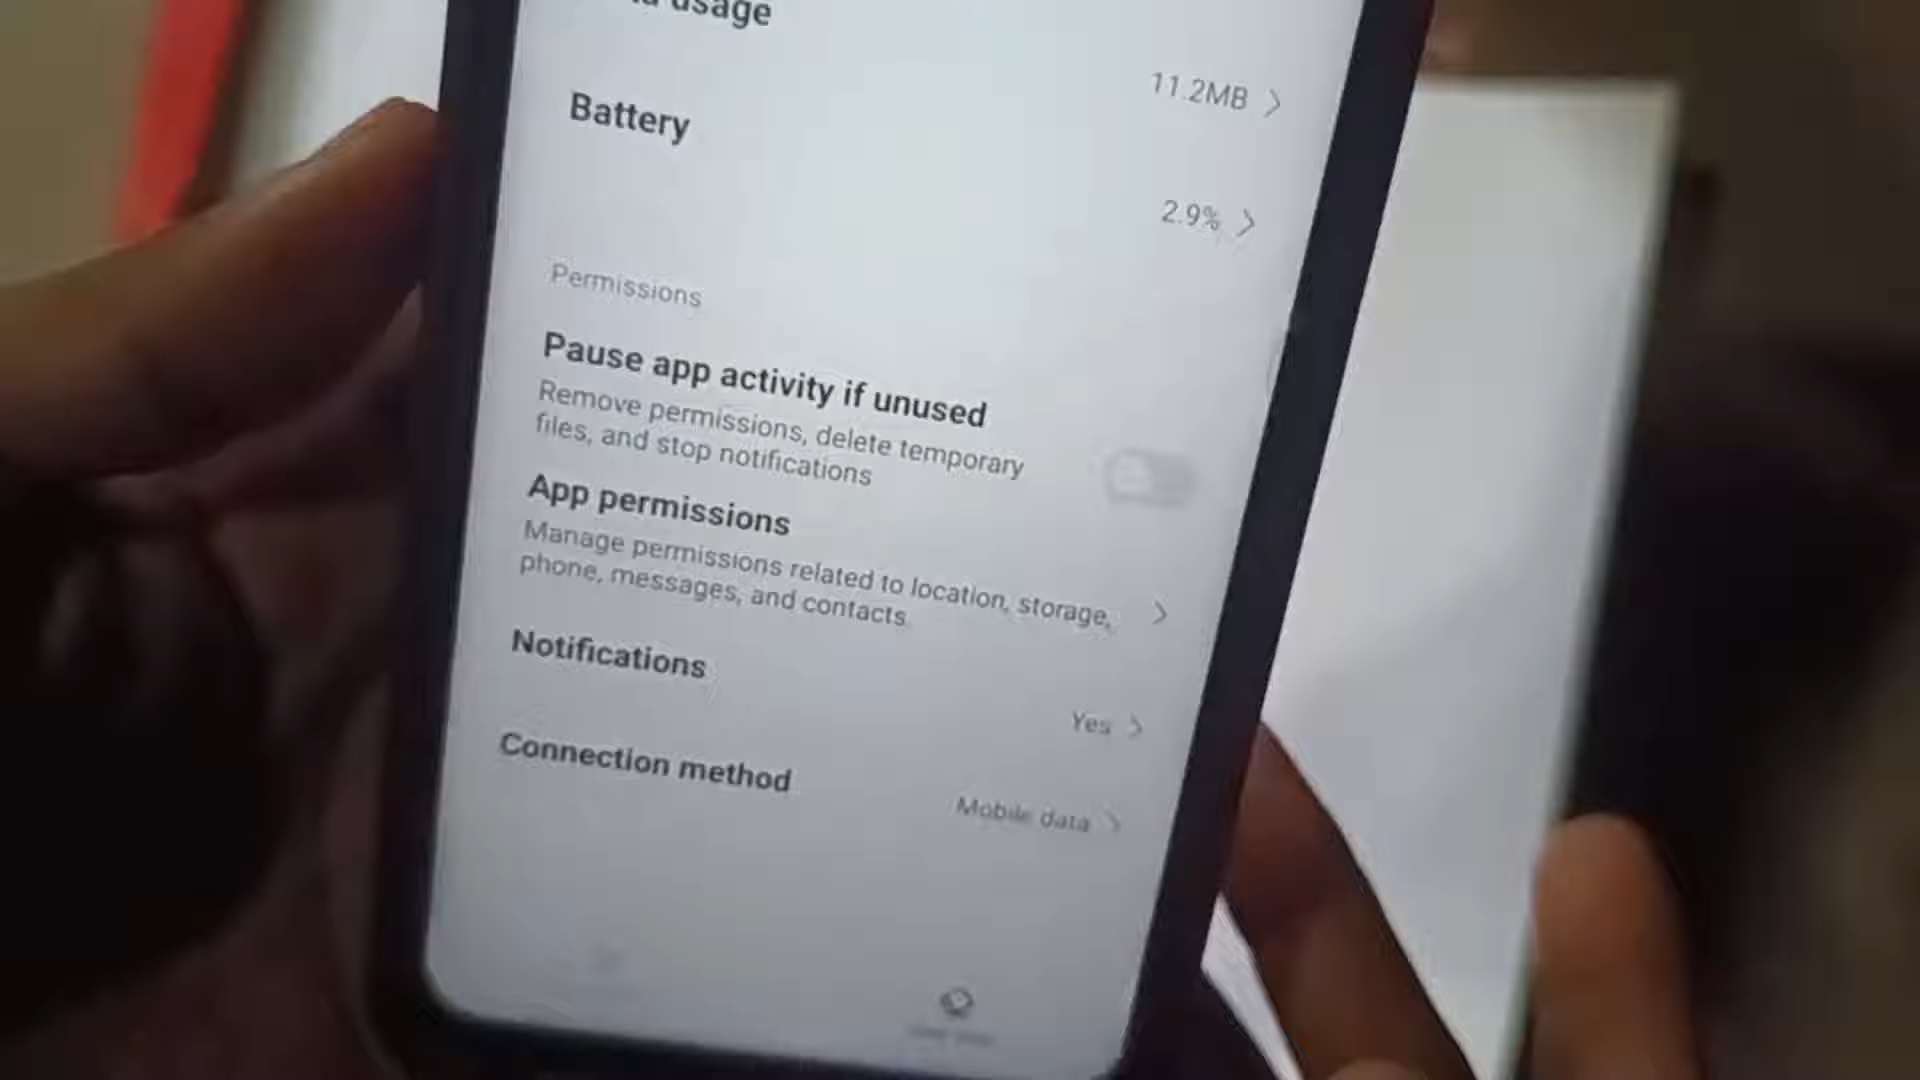 usage
11.2MB
Battery
2.9%
Permissions
Pause app activity if unused
Remove permissions, delete temporary
files, and stop notifications
App permissions
Manage permissions related to location, storage,
phone, messages, and contacts
Notifications
Yes
Connection method
Mobile data